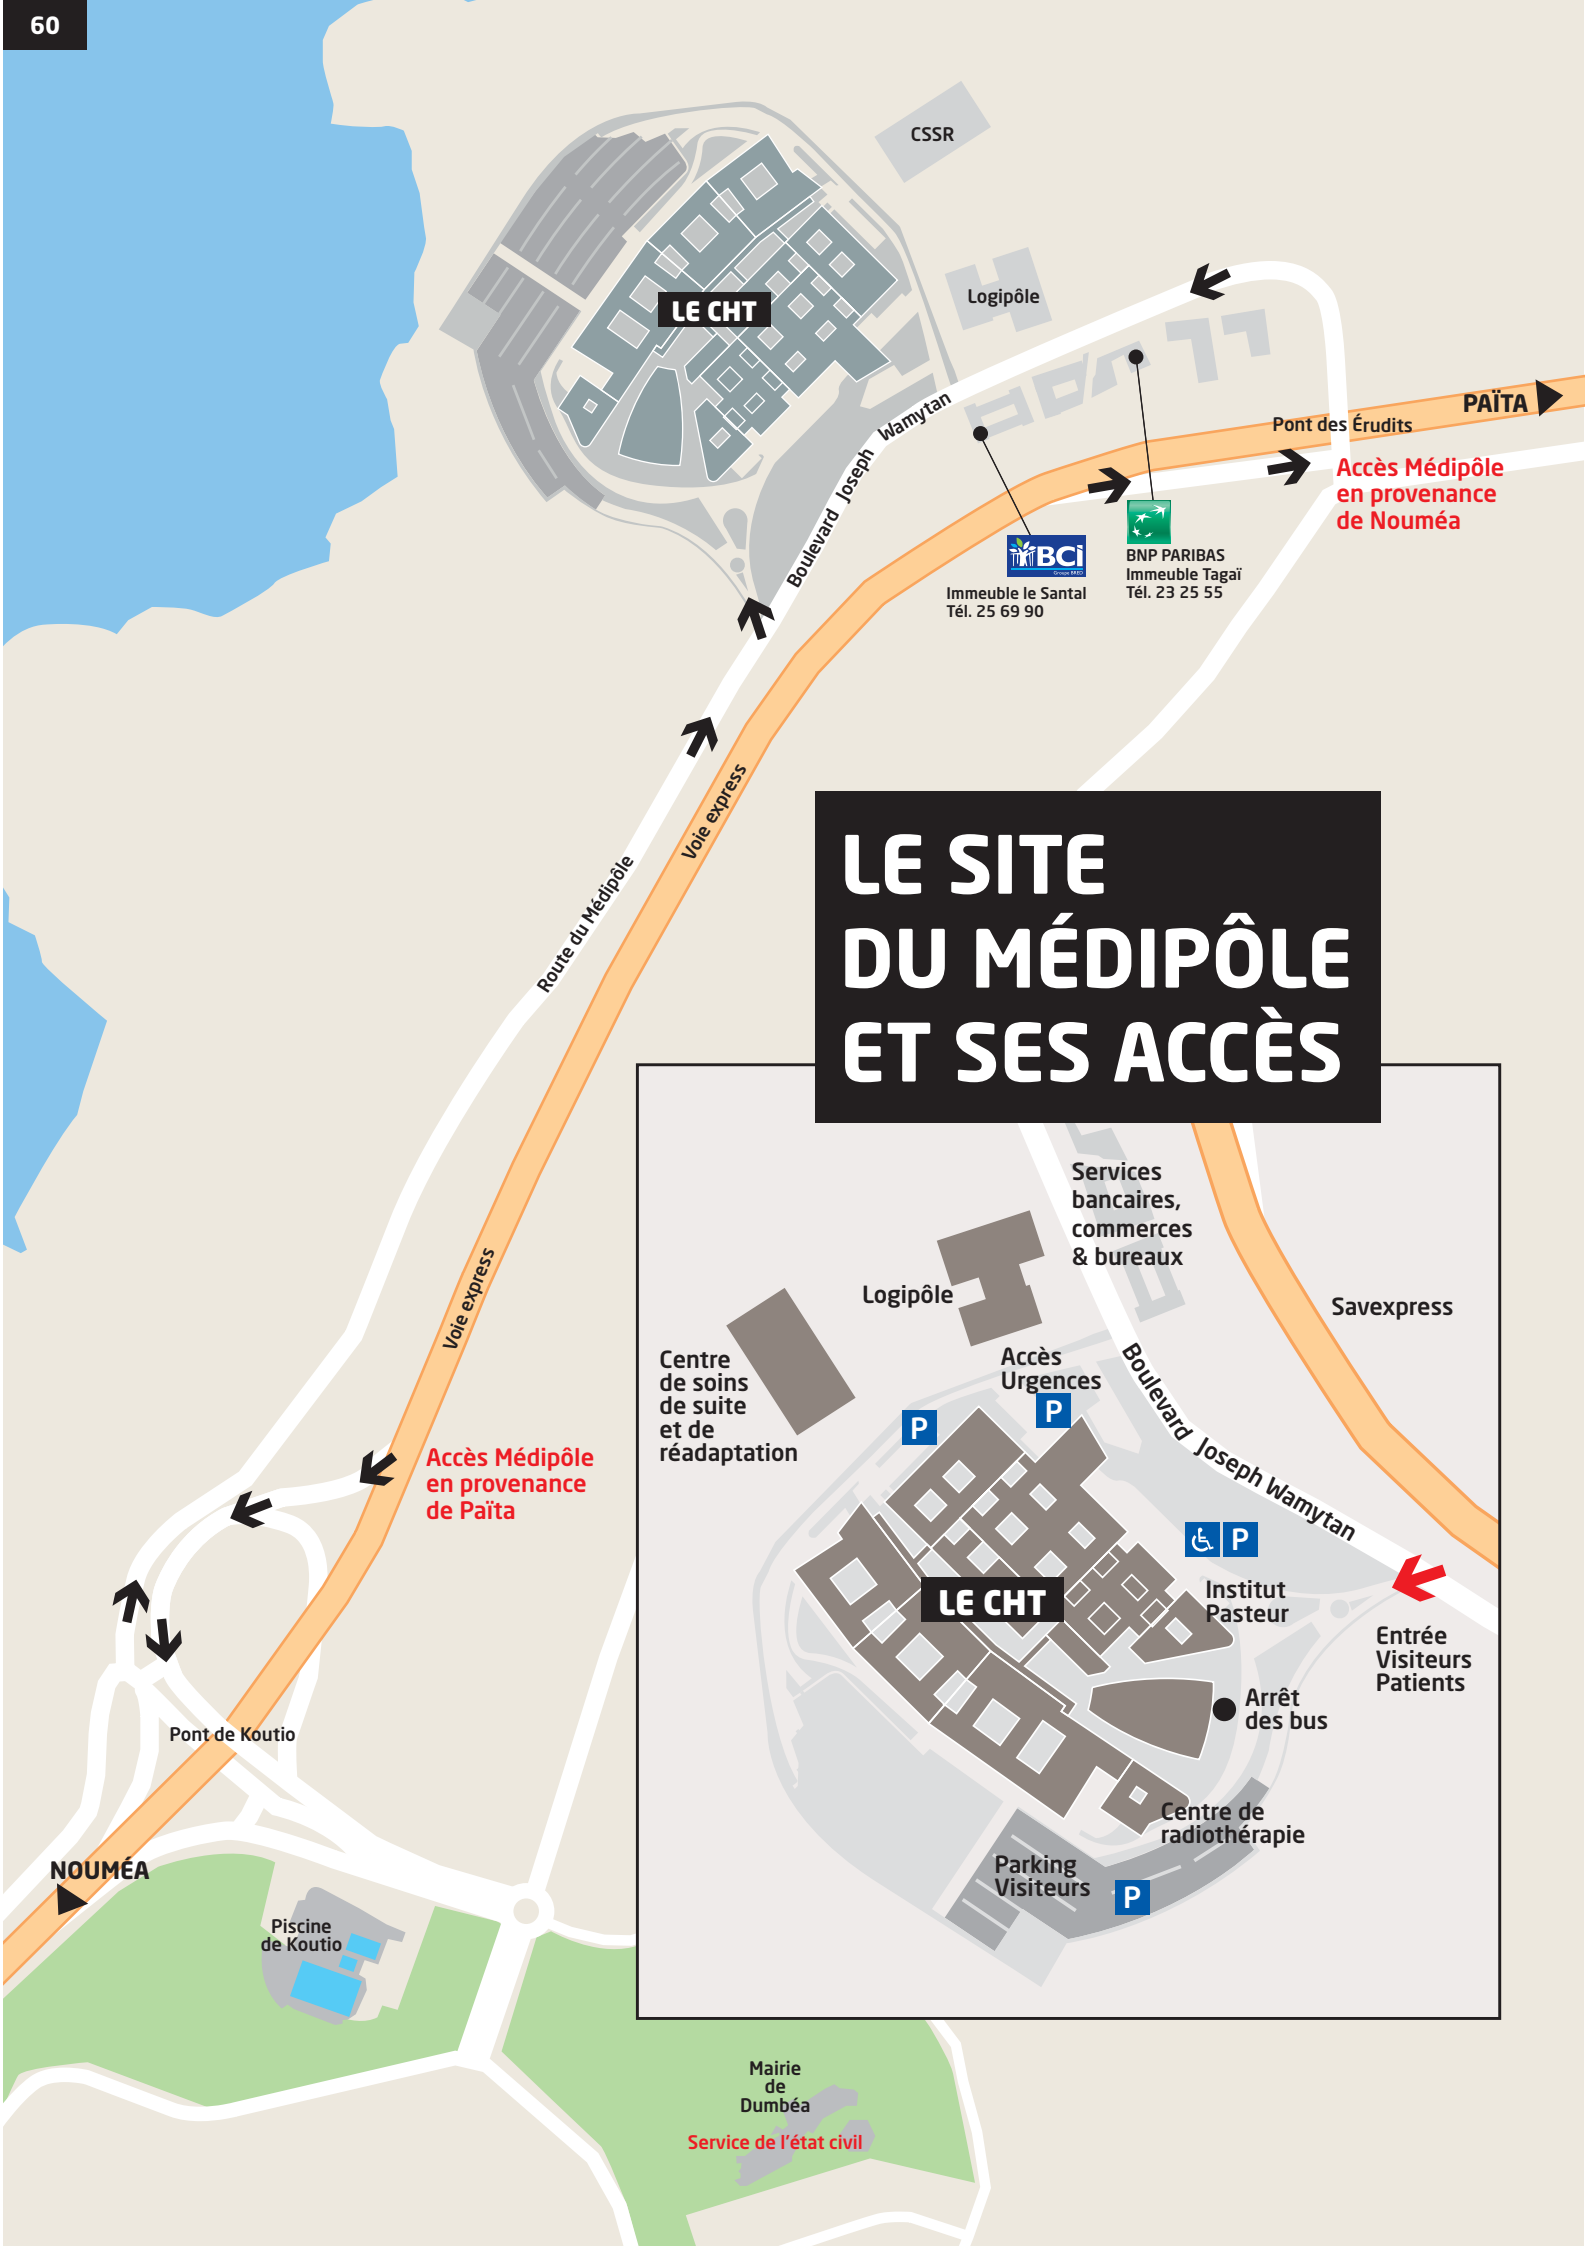 60
CSSR
LE CHT
Logipôle
PAÏTA
Pont des Érudits
Boulevard Joseph Wamytan
Accès Médipôle
en provenance
de Nouméa
BCI
Groupe BRED
Immeuble le Santal
Tél. 25 69 90
BNP PARIBAS
Immeuble Tagaï
Tél. 23 25 55
Voie express
Route du Médipôle
LE SITE
DU MÉDIPÔLE
ET SES ACCÈS
Services
bancaires,
commerces
& bureaux
Logipôle
Savexpress
Centre
de soins
de suite
et de
réadaptation
Accès
Urgences
P
P
Boulevard Joseph Wamytan
P
LE CHT
Institut
Pasteur
Entrée
Visiteurs
Patients
Arrêt
des bus
Centre de
radiothérapie
Parking
Visiteurs
P
Voie express
Accès Médipôle
en provenance
de Païta
Pont de Koutio
NOUMÉA
Piscine
de Koutio
Mairie
de
Dumbéa
Service de l'état civil